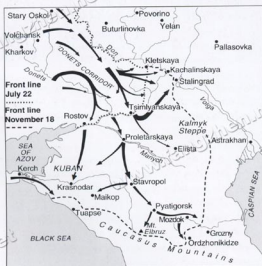 Stary Oskol
Povorino
Yelan
Buturlinovka
Volchansk
Kharkov
Pallasovka
Don
DONETS CORRIDOR
Kletskaya
Kachalinskaya
Stalingrad
Donets
Front line
July 22
Front line
November 18
Tsimlyanskaya
Volga
Rostov
Kalmyk
Steppe
Proletarskaya
Astrakhan
SEA
OF
AZOV
Manych
Elista
Kerch
KUBAN
Krasnodar
Stavropol
Maikop
Pyatigorsk
Tuapse
Mozdok
CASPIAN SEA
Mt.
Elbruz
Grozny
Ordzhonikidze
BLACK SEA
Caucasus Mountains